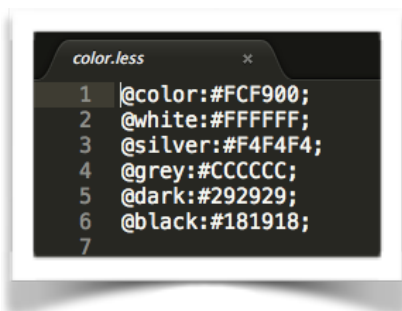 color.less ×
1 @color:#FCF900;
2 @white:#FFFFFF;
3 @silver:#F4F4F4;
4 @grey:#CCCCCC;
5 @dark:#292929;
6 @black:#181918;
7